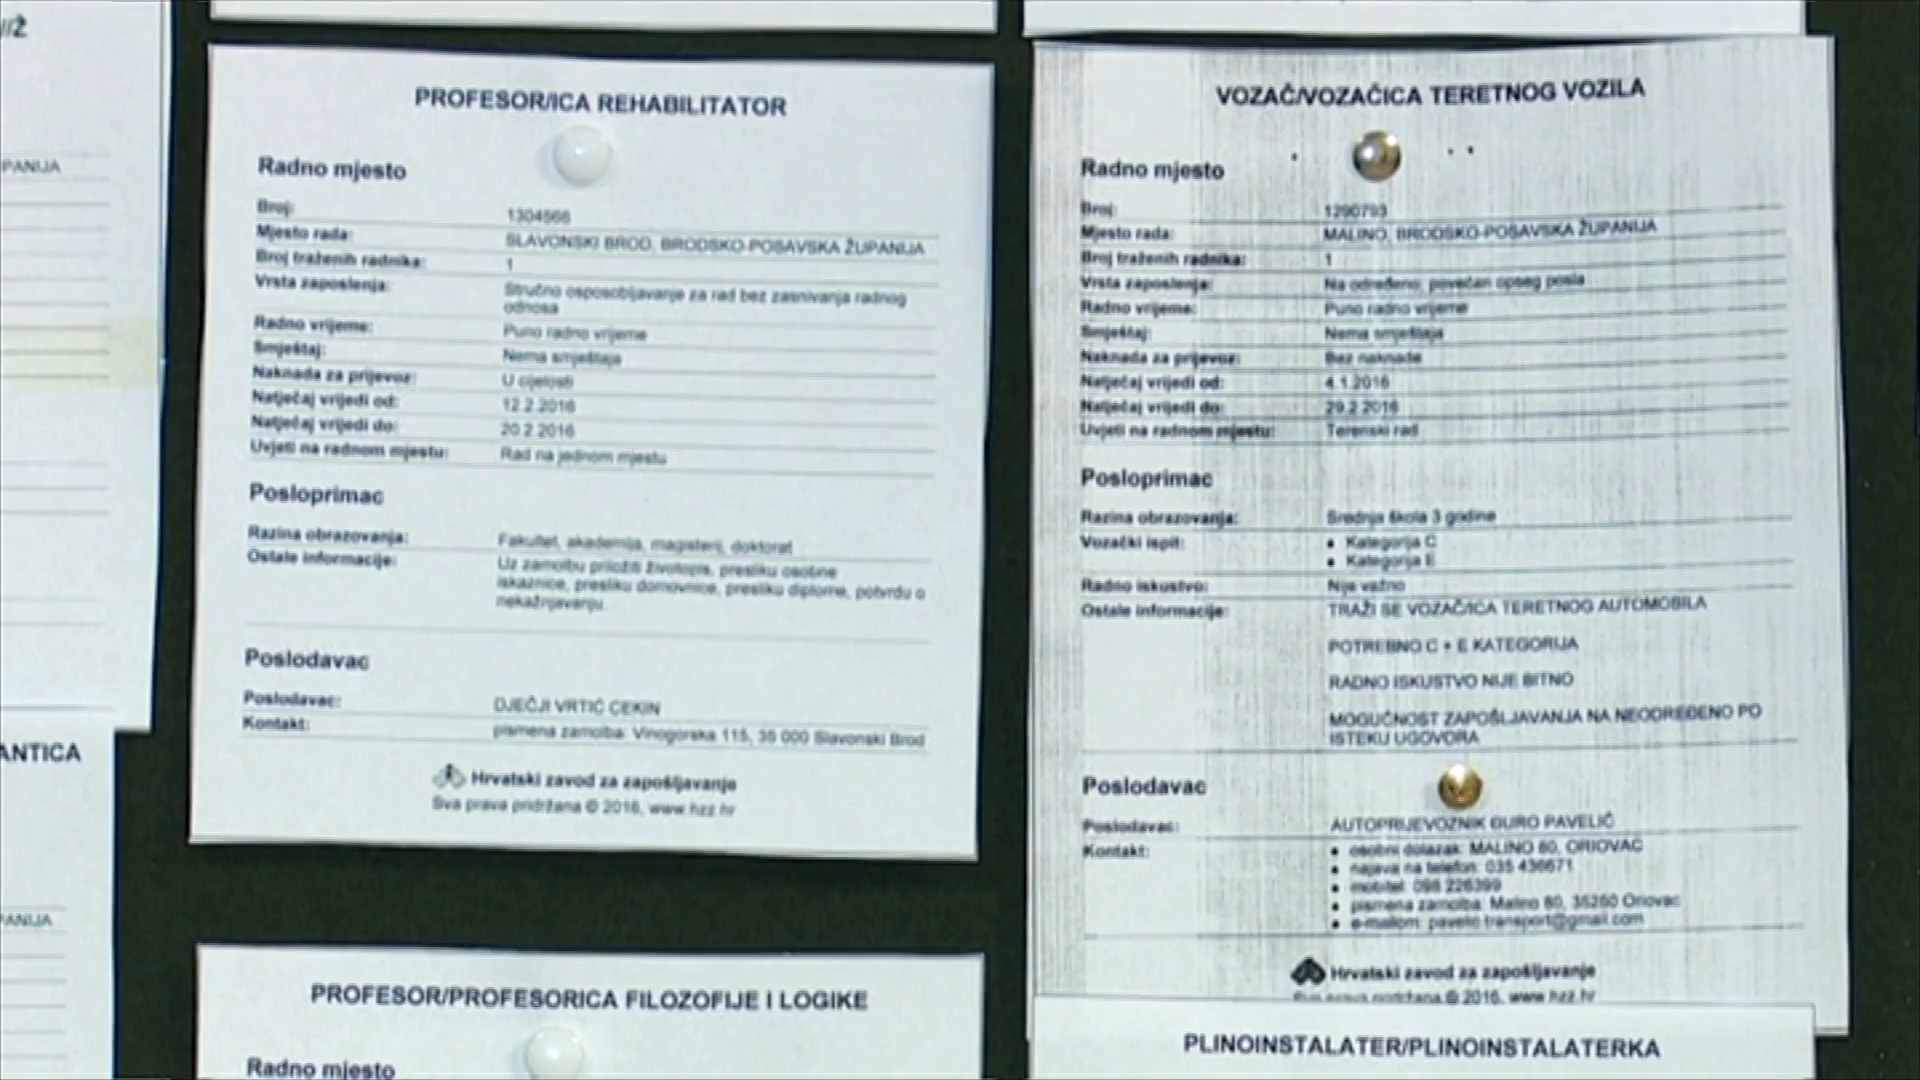 /Ž
PANIJA
ANTICA
PANIJA
PROFESOR/ICA REHABILITATOR
Radno mjesto
Broj: 1304566
Mjesto rada: SLAVONSKI BROD, BRODSKO-POSAVSKA ŽUPANIJA
Broj traženih radnika: 1
Vrsta zaposlenja: Stručno osposobljavanje za rad bez zasnivanja radnog
odnosa
Radno vrijeme: Puno radno vrijeme
Smještaj: Nema smještaja
Naknada za prijevoz: U cijelosti
Natječaj vrijedi od: 12.2.2016
Natječaj vrijedi do: 20.2.2016
Uvjeti na radnom mjestu: Rad na jednom mjestu
Posloprimac
Razina obrazovanja: Fakultet, akademija, magisterij, doktorat
Ostale informacije: Uz zamolbu priložiti životopis, presliku osobne
iskaznice, presliku domovnice, presliku diplome, potvrdu o
nekažnjavanju.
Poslodavac
Poslodavac: DJEČJI VRTIĆ CEKIN
Kontakt: pismena zamolba: Vinogorska 115, 35 000 Slavonski Brod
Hrvatski zavod za zapošljavanje
Sva prava pridržana © 2016, www.hzz.hr
PROFESOR/PROFESORICA FILOZOFIJE I LOGIKE
Radno mjesto
VOZAČ/VOZAČICA TERETNOG VOZILA
Radno mjesto
Broj: 1290793
Mjesto rada: MALINO, BRODSKO-POSAVSKA ŽUPANIJA
Broj traženih radnika: 1
Vrsta zaposlenja: Na određeno; povećan opseg posla
Radno vrijeme: Puno radno vrijeme
Smještaj: Nema smještaja
Naknada za prijevoz: Bez naknade
Natječaj vrijedi od: 4.1.2016
Natječaj vrijedi do: 29.2.2016
Uvjeti na radnom mjestu: Terenski rad
Posloprimac
Razina obrazovanja: Srednja škola 3 godine
Vozački ispit: • Kategorija C
• Kategorija E
Radno iskustvo: Nije važno
Ostale informacije: TRAŽI SE VOZAČ/ICA TERETNOG AUTOMOBILA
POTREBNO C + E KATEGORIJA
RADNO ISKUSTVO NIJE BITNO
MOGUĆNOST ZAPOŠLJAVANJA NA NEODREĐENO PO
ISTEKU UGOVORA
Poslodavac
Poslodavac: AUTOPRIJEVOZNIK ĐURO PAVELIĆ
Kontakt: • osobni dolazak: MALINO 80, ORIOVAC
• najava na telefon: 035 436671
• mobitel: 098 226399
• pismena zamolba: Malino 80, 35250 Oriovac
• e-mailom: pavelic.transport@gmail.com
Hrvatski zavod za zapošljavanje
Sva prava pridržana © 2016, www.hzz.hr
PLINOINSTALATER/PLINOINSTALATERKA